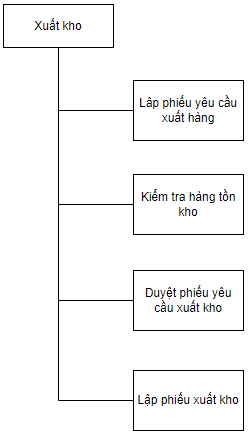 Xuất kho
Lâp phiếu yêu cầu
xuất hàng
Kiểm tra hàng tồn
kho
Duyệt phiếu yêu
cầu xuất kho
Lập phiếu xuất kho